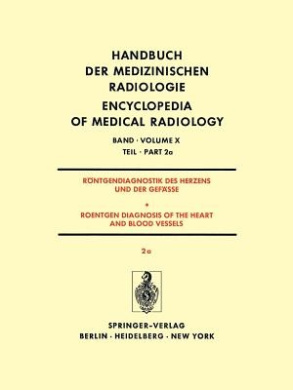 HANDBUCH
DER MEDIZINISCHEN
RADIOLOGIE
ENCYCLOPEDIA
OF MEDICAL RADIOLOGY
BAND · VOLUME X
TEIL · PART 2a
RÖNTGENDIAGNOSTIK DES HERZENS
UND DER GEFÄSSE
•
ROENTGEN DIAGNOSIS OF THE HEART
AND BLOOD VESSELS
2a
SPRINGER-VERLAG
BERLIN · HEIDELBERG · NEW YORK